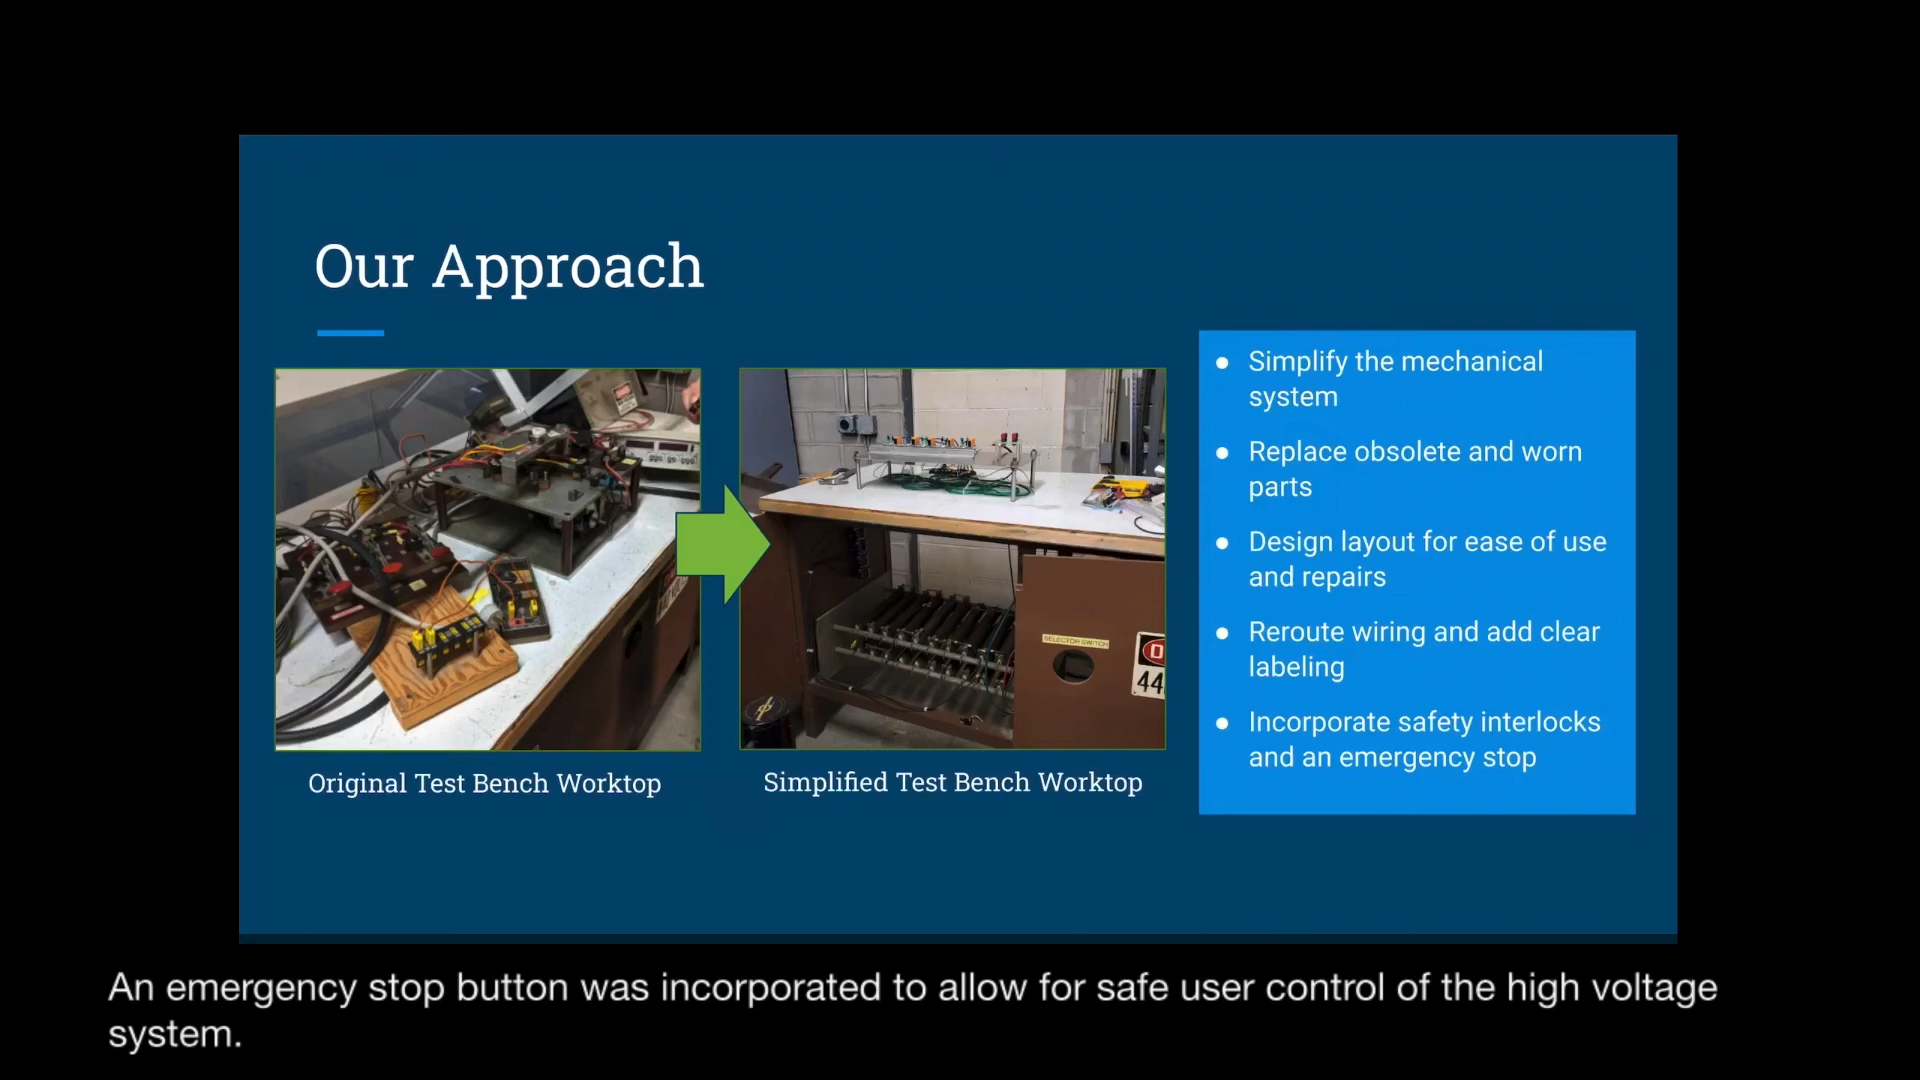 Our Approach
Simplify the mechanical
system
Replace obsolete and worn
parts
Design layout for ease of use
and repairs
Reroute wiring and add clear
labeling
Incorporate safety interlocks
and an emergency stop
SELECTOR SWITCH
44
Original Test Bench Worktop
Simplified Test Bench Worktop
An emergency stop button was incorporated to allow for safe user control of the high voltage
system.